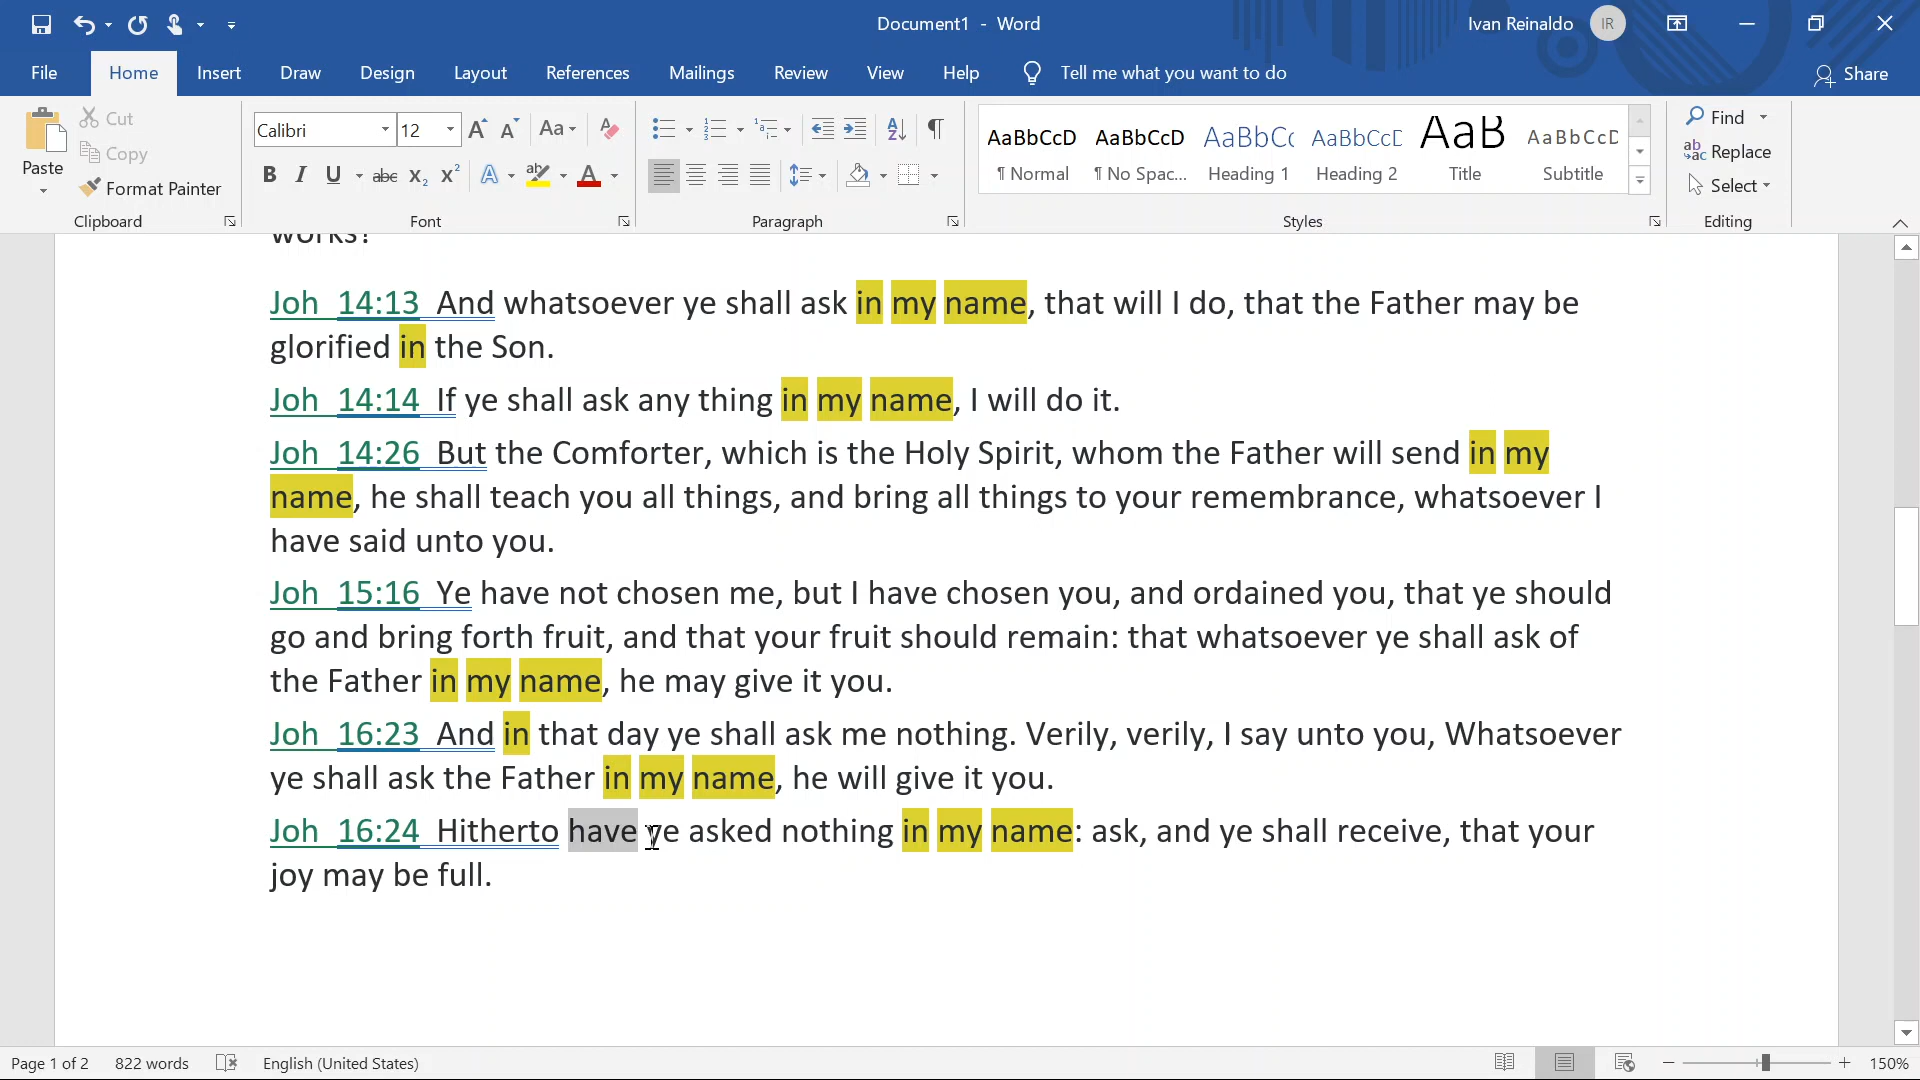 Document1 - Word
Ivan Reinaldo IR
File Home Insert Draw Design Layout References Mailings Review View Help Tell me what you want to do Share
Paste
Cut
Copy
Format Painter
Clipboard
Calibri 12
Font
Paragraph
AaBbCcD AaBbCcD AaBbCc AaBbCcD AaB AaBbCcD
¶ Normal ¶ No Spac... Heading 1 Heading 2 Title Subtitle
Styles
Find
Replace
Select
Editing
works?
Joh 14:13 And whatsoever ye shall ask in my name, that will I do, that the Father may be
glorified in the Son.
Joh 14:14 If ye shall ask any thing in my name, I will do it.
Joh 14:26 But the Comforter, which is the Holy Spirit, whom the Father will send in my
name, he shall teach you all things, and bring all things to your remembrance, whatsoever I
have said unto you.
Joh 15:16 Ye have not chosen me, but I have chosen you, and ordained you, that ye should
go and bring forth fruit, and that your fruit should remain: that whatsoever ye shall ask of
the Father in my name, he may give it you.
Joh 16:23 And in that day ye shall ask me nothing. Verily, verily, I say unto you, Whatsoever
ye shall ask the Father in my name, he will give it you.
Joh 16:24 Hitherto have ye asked nothing in my name: ask, and ye shall receive, that your
joy may be full.
Page 1 of 2 822 words English (United States) 150%